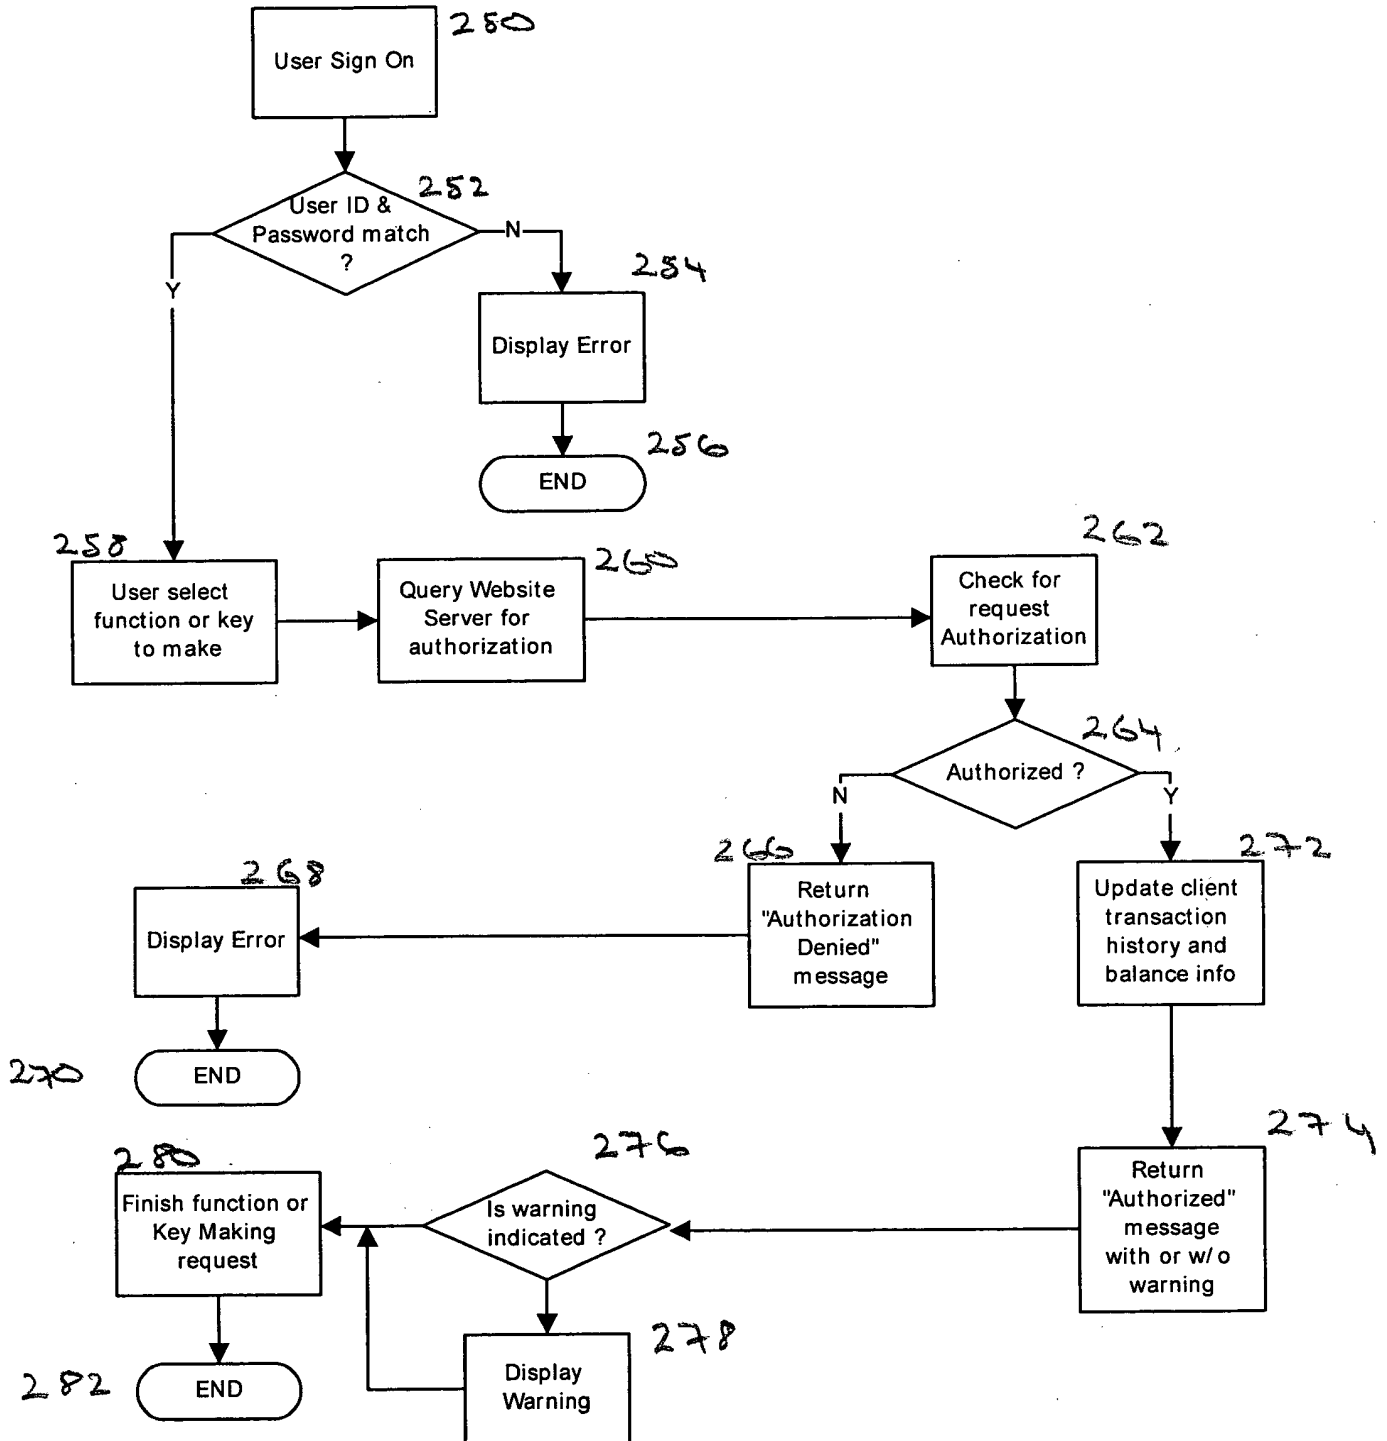 250
User Sign On
252
User ID &
Password match
?
N
Y
254
Display Error
256
END
258
User select
function or key
to make
260
Query Website
Server for
authorization
262
Check for
request
Authorization
264
Authorized ?
N
Y
266
Return
"Authorization
Denied"
message
268
Display Error
270
END
272
Update client
transaction
history and
balance info
274
Return
"Authorized"
message
with or w/o
warning
276
Is warning
indicated ?
278
Display
Warning
280
Finish function or
Key Making
request
282
END